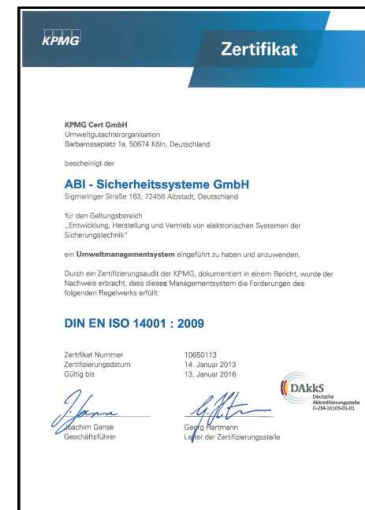 KPMG
Zertifikat
KPMG Cert GmbH
Umweltgutachterorganisation
Barbarossaplatz 1a, 50674 Köln, Deutschland
bescheinigt der
ABI - Sicherheitssysteme GmbH
Sigmaringer Straße 163, 72458 Albstadt, Deutschland
für den Geltungsbereich
„Entwicklung, Herstellung und Vertrieb von elektronischen Systemen der
Sicherungstechnik“
ein Umweltmanagementsystem eingeführt zu haben und anzuwenden.
Durch ein Zertifizierungsaudit der KPMG, dokumentiert in einem Bericht, wurde der
Nachweis erbracht, dass dieses Managementsystem die Forderungen des
folgenden Regelwerks erfüllt:
DIN EN ISO 14001 : 2009
Zertifikat Nummer 10650113
Zertifizierungsdatum 14. Januar 2013
Gültig bis 13. Januar 2016
DAkkS
Deutsche
Akkreditierungsstelle
D-ZM-16109-01-01
Joachim Ganse
Geschäftsführer
Georg Hartmann
Leiter der Zertifizierungsstelle